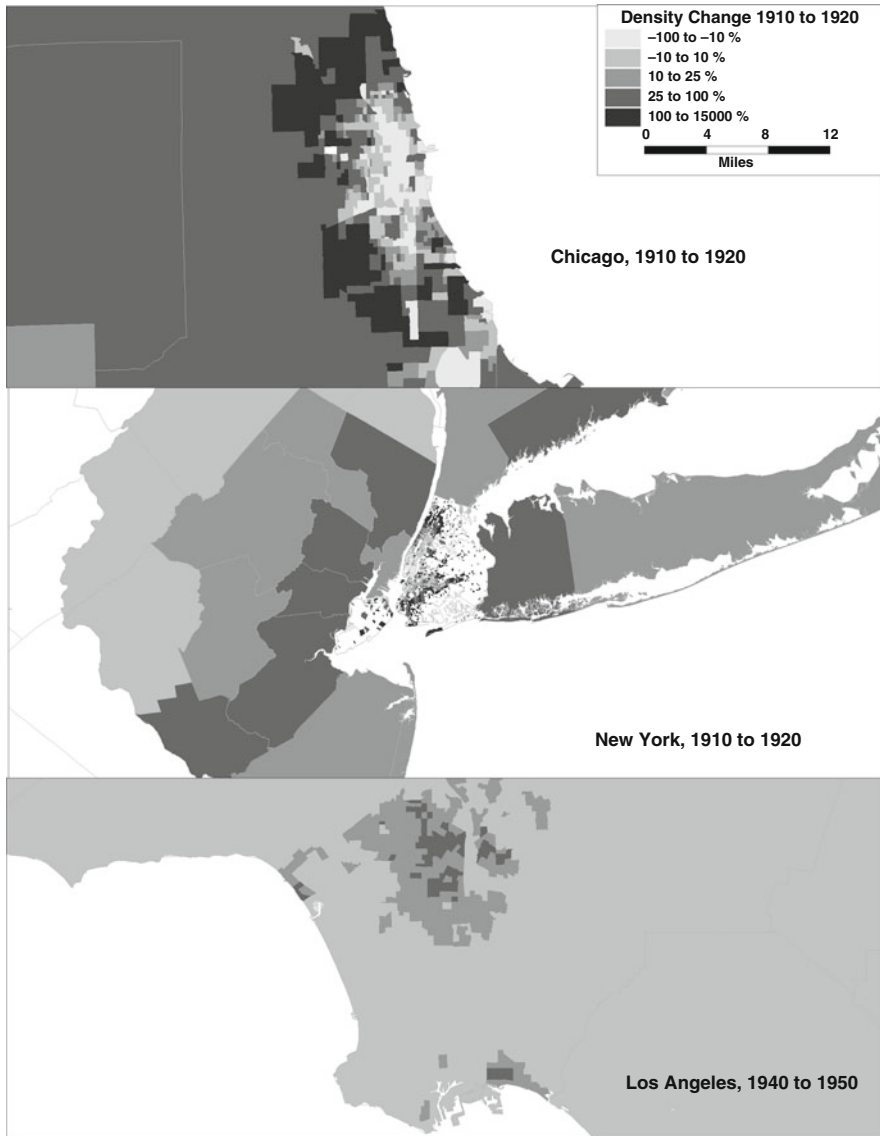 Density Change 1910 to 1920
–100 to –10 %
–10 to 10 %
10 to 25 %
25 to 100 %
100 to 15000 %
0 4 8 12
Miles
Chicago, 1910 to 1920
New York, 1910 to 1920
Los Angeles, 1940 to 1950